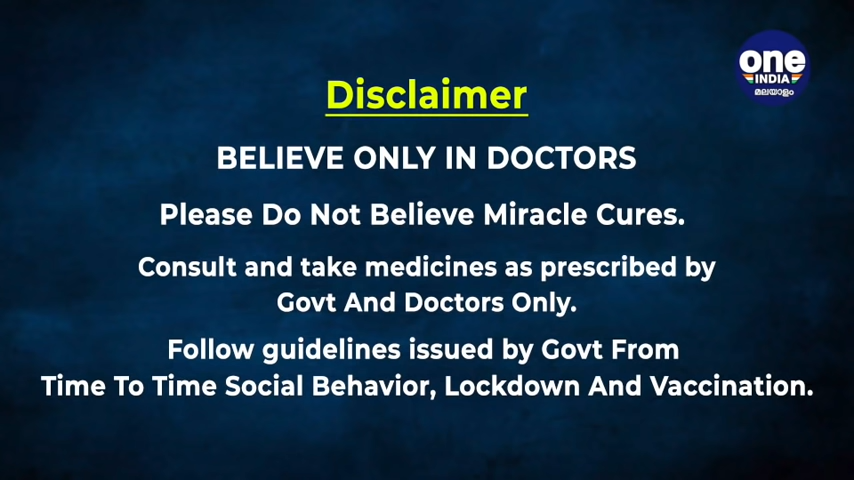 one
INDIA
മലയാളം
Disclaimer
BELIEVE ONLY IN DOCTORS
Please Do Not Believe Miracle Cures.
Consult and take medicines as prescribed by
Govt And Doctors Only.
Follow guidelines issued by Govt From
Time To Time Social Behavior, Lockdown And Vaccination.